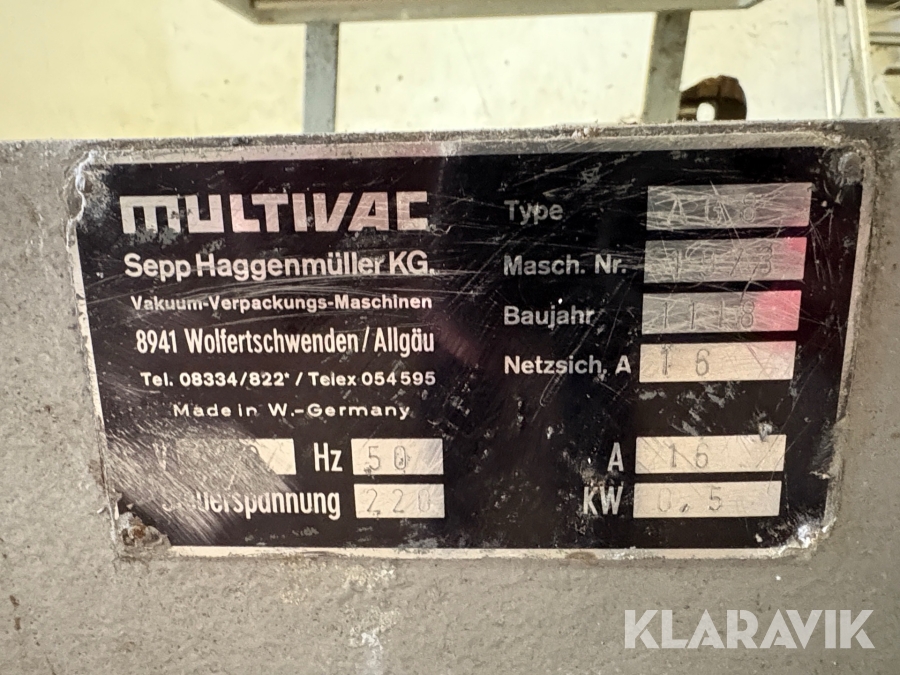 MULTIVAC
Sepp Haggenmüller KG.
Vakuum-Verpackungs-Maschinen
8941 Wolfertschwenden/Allgäu
Tel. 08334/822* / Telex 054595
Made in W.-Germany
Type
Masch. Nr.
Baujahr
Netzsich. A 16
V Hz 50 A 16
Steuerspannung 220 KW 0,5
KLARAVIK